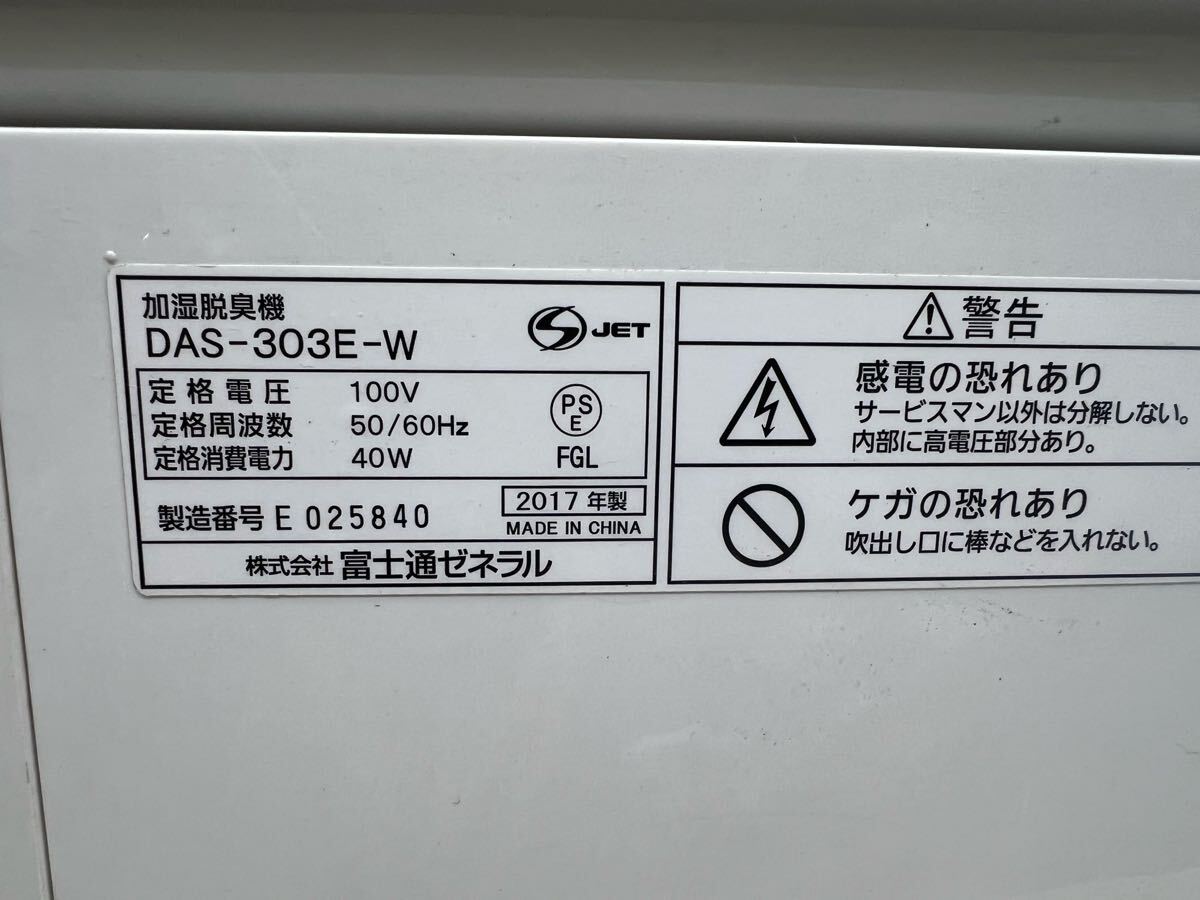 加湿脱臭機
DAS-303E-W
S JET
定格電圧 100V
定格周波数 50/60Hz
定格消費電力 40W
PS
E
FGL
製造番号 E 025840
2017年製
MADE IN CHINA
株式会社 富士通ゼネラル
警告
感電の恐れあり
サービスマン以外は分解しない。
内部に高電圧部分あり。
ケガの恐れあり
吹出し口に棒などを入れない。